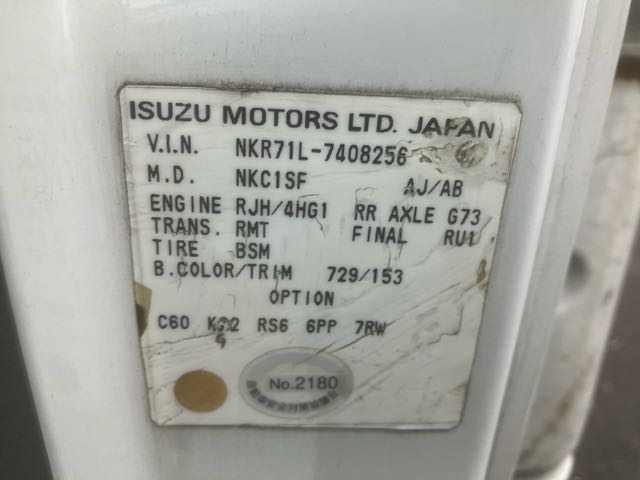 ISUZU MOTORS LTD. JAPAN
V.I.N. NKR71L-7408256
M.D. NKC1SF AJ/AB
ENGINE RJH/4HG1 RR AXLE G73
TRANS. RMT FINAL RU1
TIRE BSM
B.COLOR/TRIM 729/153
OPTION
C60 RS6 6PP 7RW
No.2180